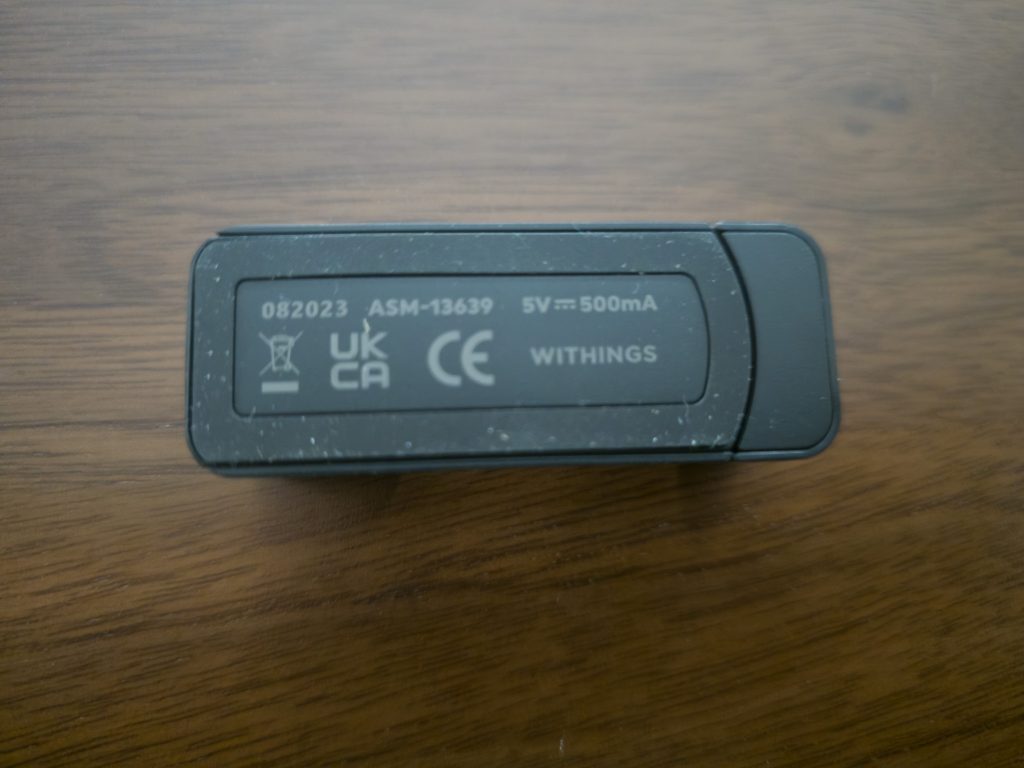 082023 ASM-13639 5V⎓500mA
UK
CA CE WITHINGS